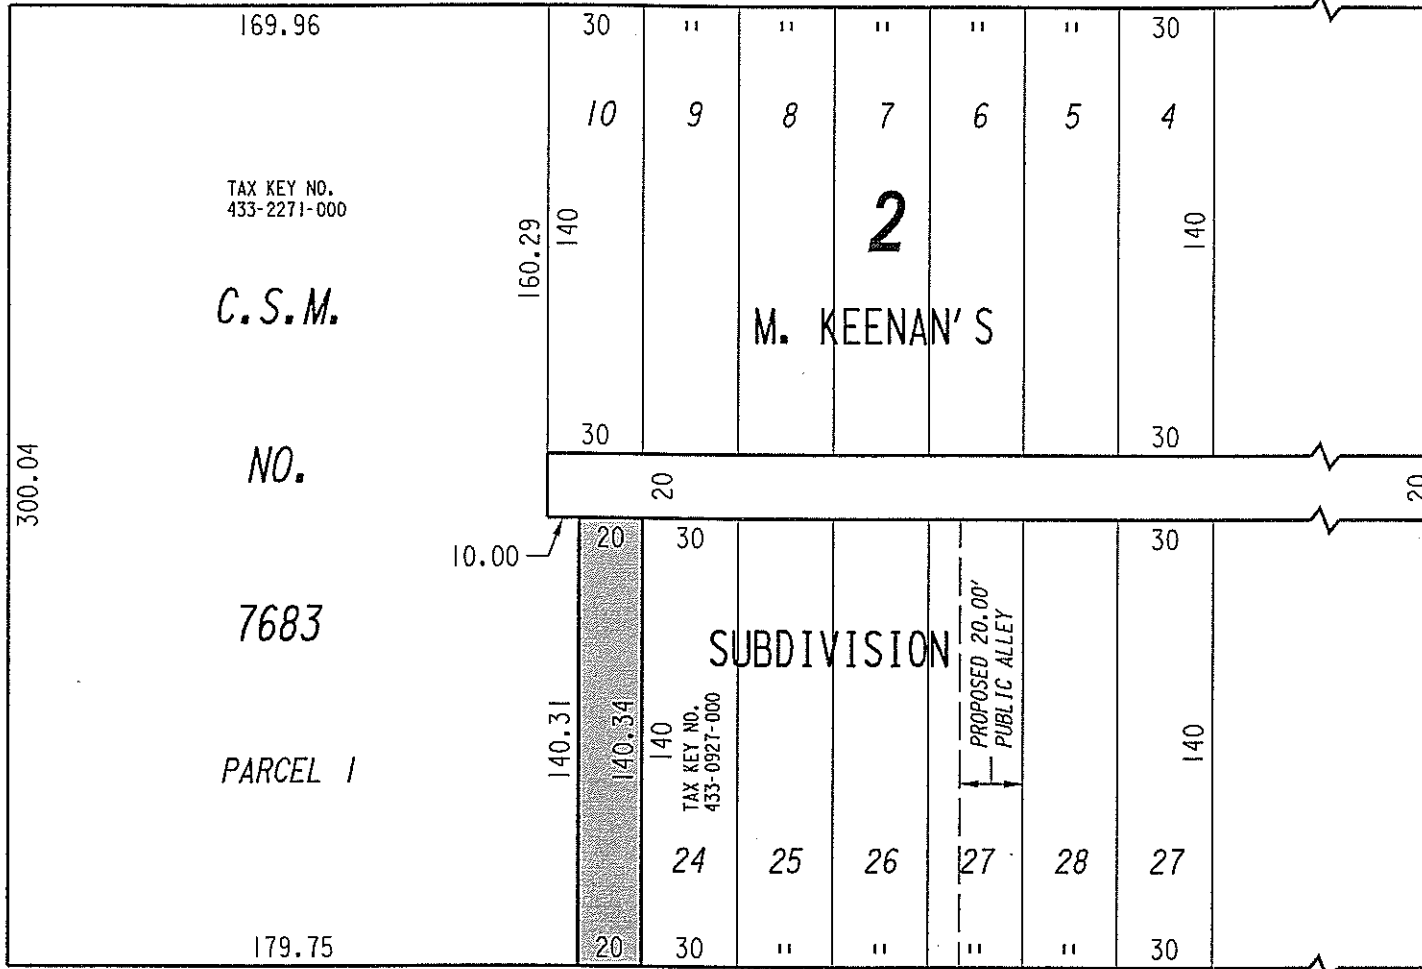 169.96
30 " " " " " 30
10 9 8 7 6 5 4
TAX KEY NO.
433-2271-000
160.29
140
2
140
C.S.M.
M. KEENAN'S
30
30
300.04
NO.
20
20
10.00
20
30
30
7683
SUBDIVISION
PROPOSED 20.00'
PUBLIC ALLEY
140.31
140.34
140
TAX KEY NO.
433-0927-000
140
PARCEL 1
24 25 26 27 28 27
179.75
20
30 " " " " 30